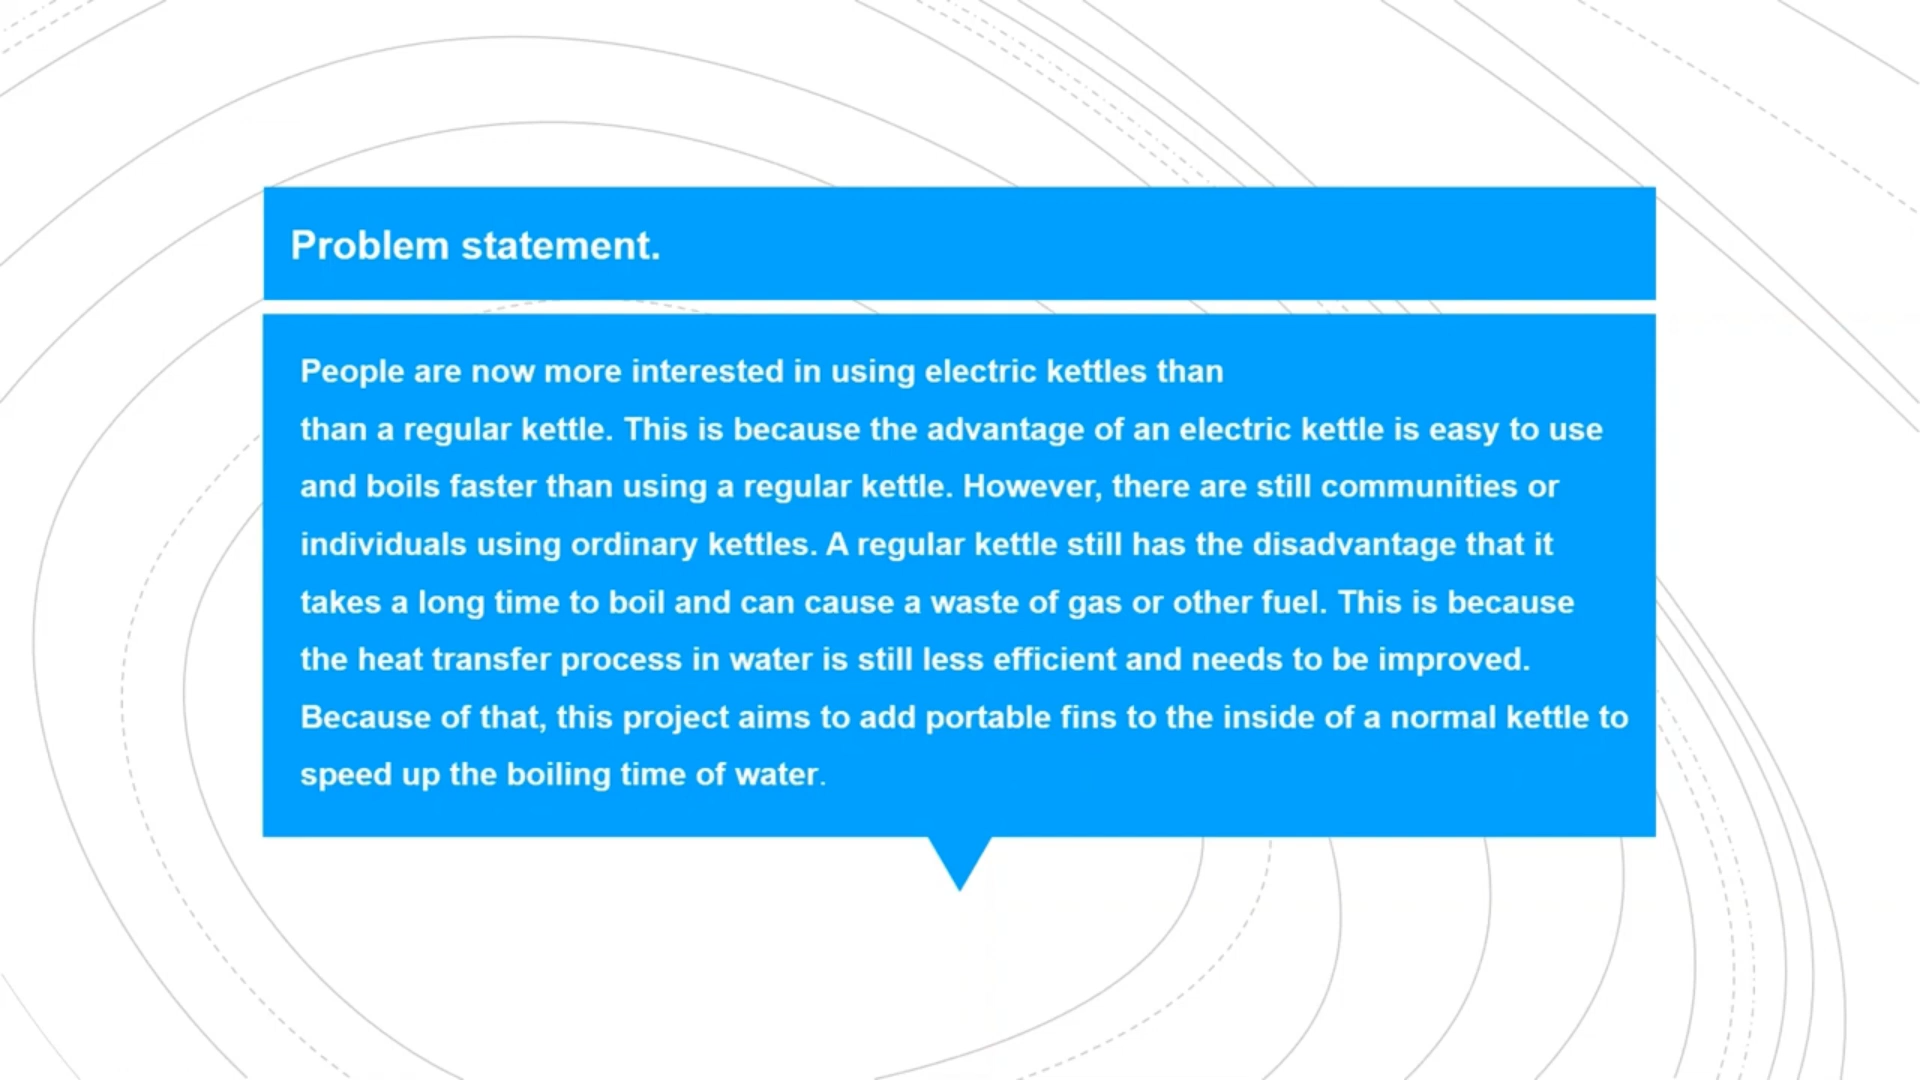 Problem statement.
People are now more interested in using electric kettles than
than a regular kettle. This is because the advantage of an electric kettle is easy to use
and boils faster than using a regular kettle. However, there are still communities or
individuals using ordinary kettles. A regular kettle still has the disadvantage that it
takes a long time to boil and can cause a waste of gas or other fuel. This is because
the heat transfer process in water is still less efficient and needs to be improved.
Because of that, this project aims to add portable fins to the inside of a normal kettle to
speed up the boiling time of water.